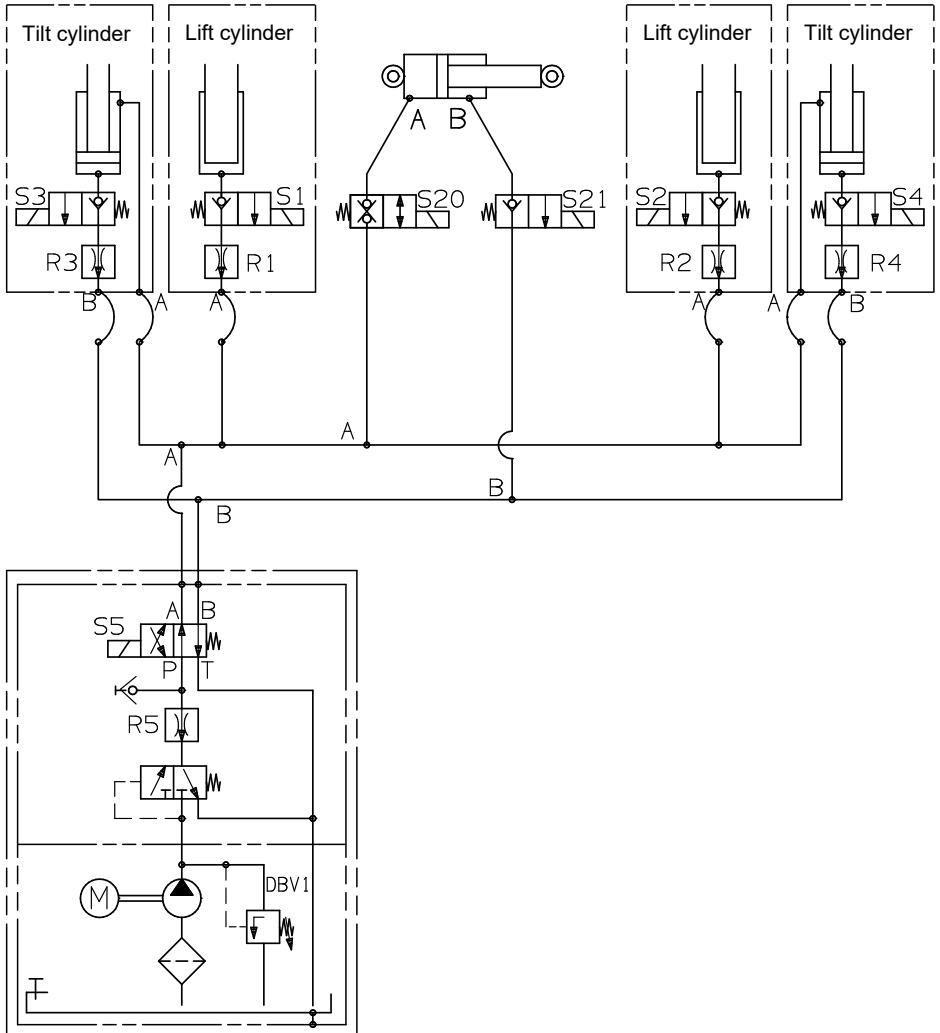 Tilt cylinder
Lift cylinder
Lift cylinder
Tilt cylinder
A
B
S3
S1
S20
S21
S2
S4
R3
R1
R2
R4
B
A
A
A
A
B
A
A
B
B
A
B
S5
P
T
R5
DBV1
M